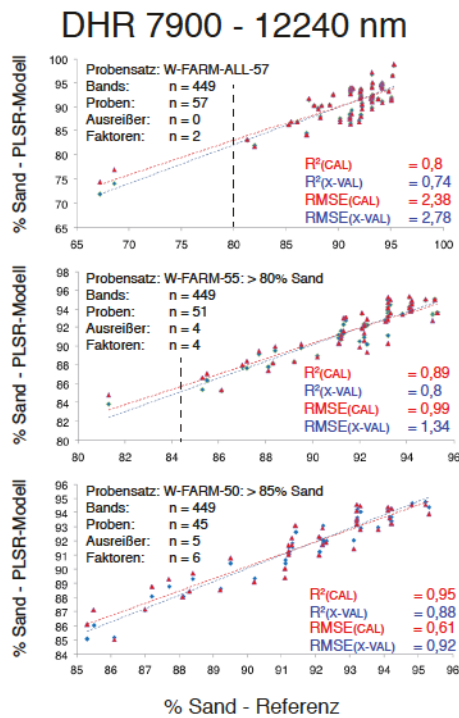 DHR 7900 - 12240 nm
% Sand - PLSR-Modell
100
95
90
85
80
75
70
65
65 70 75 80 85 90 95 100
Probensatz: W-FARM-ALL-57
Bands: n = 449
Proben: n = 57
Ausreißer: n = 0
Faktoren: n = 2
R²(CAL) = 0,8
R²(X-VAL) = 0,74
RMSE(CAL) = 2,38
RMSE(X-VAL) = 2,78
% Sand - PLSR-Modell
98
96
94
92
90
88
86
84
82
80
80 82 84 86 88 90 92 94 96
Probensatz: W-FARM-55: > 80% Sand
Bands: n = 449
Proben: n = 51
Ausreißer: n = 4
Faktoren: n = 4
R²(CAL) = 0,89
R²(X-VAL) = 0,8
RMSE(CAL) = 0,99
RMSE(X-VAL) = 1,34
% Sand - PLSR-Modell
96
95
94
93
92
91
90
89
88
87
86
85
84
85 86 87 88 89 90 91 92 93 94 95 96
Probensatz: W-FARM-50: > 85% Sand
Bands: n = 449
Proben: n = 45
Ausreißer: n = 5
Faktoren: n = 6
R²(CAL) = 0,95
R²(X-VAL) = 0,88
RMSE(CAL) = 0,61
RMSE(X-VAL) = 0,92
% Sand - Referenz